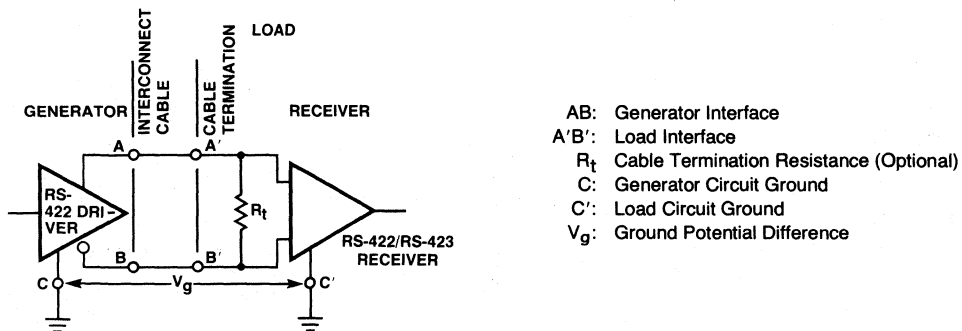 LOAD
INTERCONNECT
CABLE
CABLE
TERMINATION
GENERATOR
RECEIVER
A
A'
RS-
422 DRI-
VER
Rt
RS-422/RS-423
RECEIVER
B
B'
C
Vg
C'
AB: Generator Interface
A'B': Load Interface
Rt Cable Termination Resistance (Optional)
C: Generator Circuit Ground
C': Load Circuit Ground
Vg: Ground Potential Difference